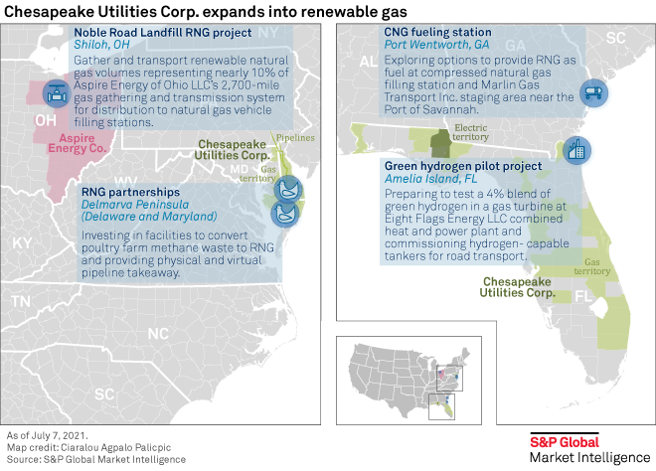 Chesapeake Utilities Corp. expands into renewable gas
Noble Road Landfill RNG project
Shiloh, OH
Gather and transport renewable natural
gas volumes representing nearly 10% of
Aspire Energy of Ohio LLC's 2,700-mile
gas gathering and transmission system
for distribution to natural gas vehicle
filling stations.
NY
OH
Aspire
Energy Co.
Pipelines
Chesapeake
Utilities Corp.
Gas
territory
MD
WV
RNG partnerships
Delmarva Peninsula
(Delaware and Maryland)
Investing in facilities to convert
poultry farm methane waste to RNG
and providing physical and virtual
pipeline takeaway.
KY
TN
NC
SC
CNG fueling station
Port Wentworth, GA
Exploring options to provide RNG as
fuel at compressed natural gas
filling station and Marlin Gas
Transport Inc. staging area near the
Port of Savannah.
AL
GA
SC
Electric
territory
Green hydrogen pilot project
Amelia Island, FL
Preparing to test a 4% blend of
green hydrogen in a gas turbine at
Eight Flags Energy LLC combined
heat and power plant and
commissioning hydrogen- capable
tankers for road transport.
Gas
territory
Chesapeake
Utilities Corp.
FL
As of July 7, 2021.
Map credit: Ciaralou Agpalo Palicpic
Source: S&P Global Market Intelligence
S&P Global
Market Intelligence